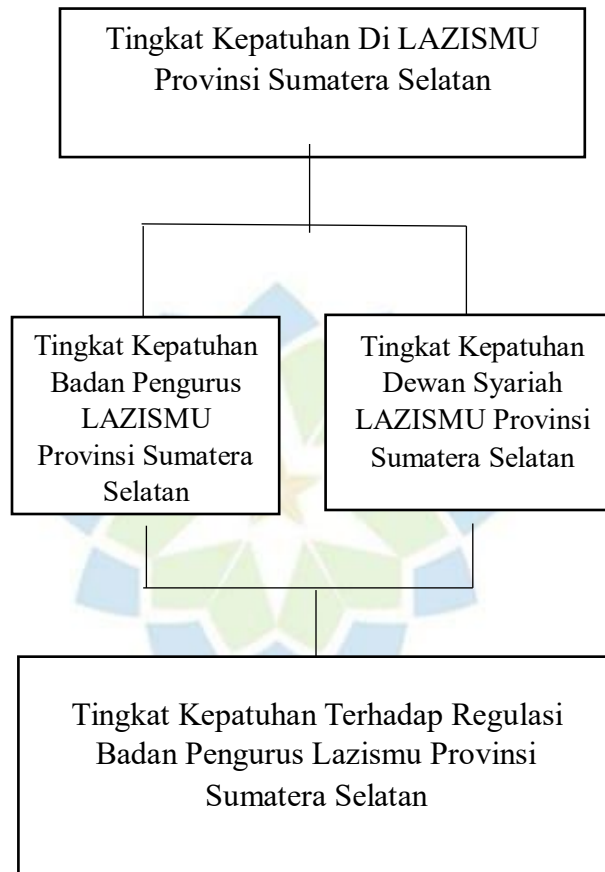 Tingkat Kepatuhan Di LAZISMU
Provinsi Sumatera Selatan
Tingkat Kepatuhan
Badan Pengurus
LAZISMU
Provinsi Sumatera
Selatan
Tingkat Kepatuhan
Dewan Syariah
LAZISMU Provinsi
Sumatera Selatan
Tingkat Kepatuhan Terhadap Regulasi
Badan Pengurus Lazismu Provinsi
Sumatera Selatan